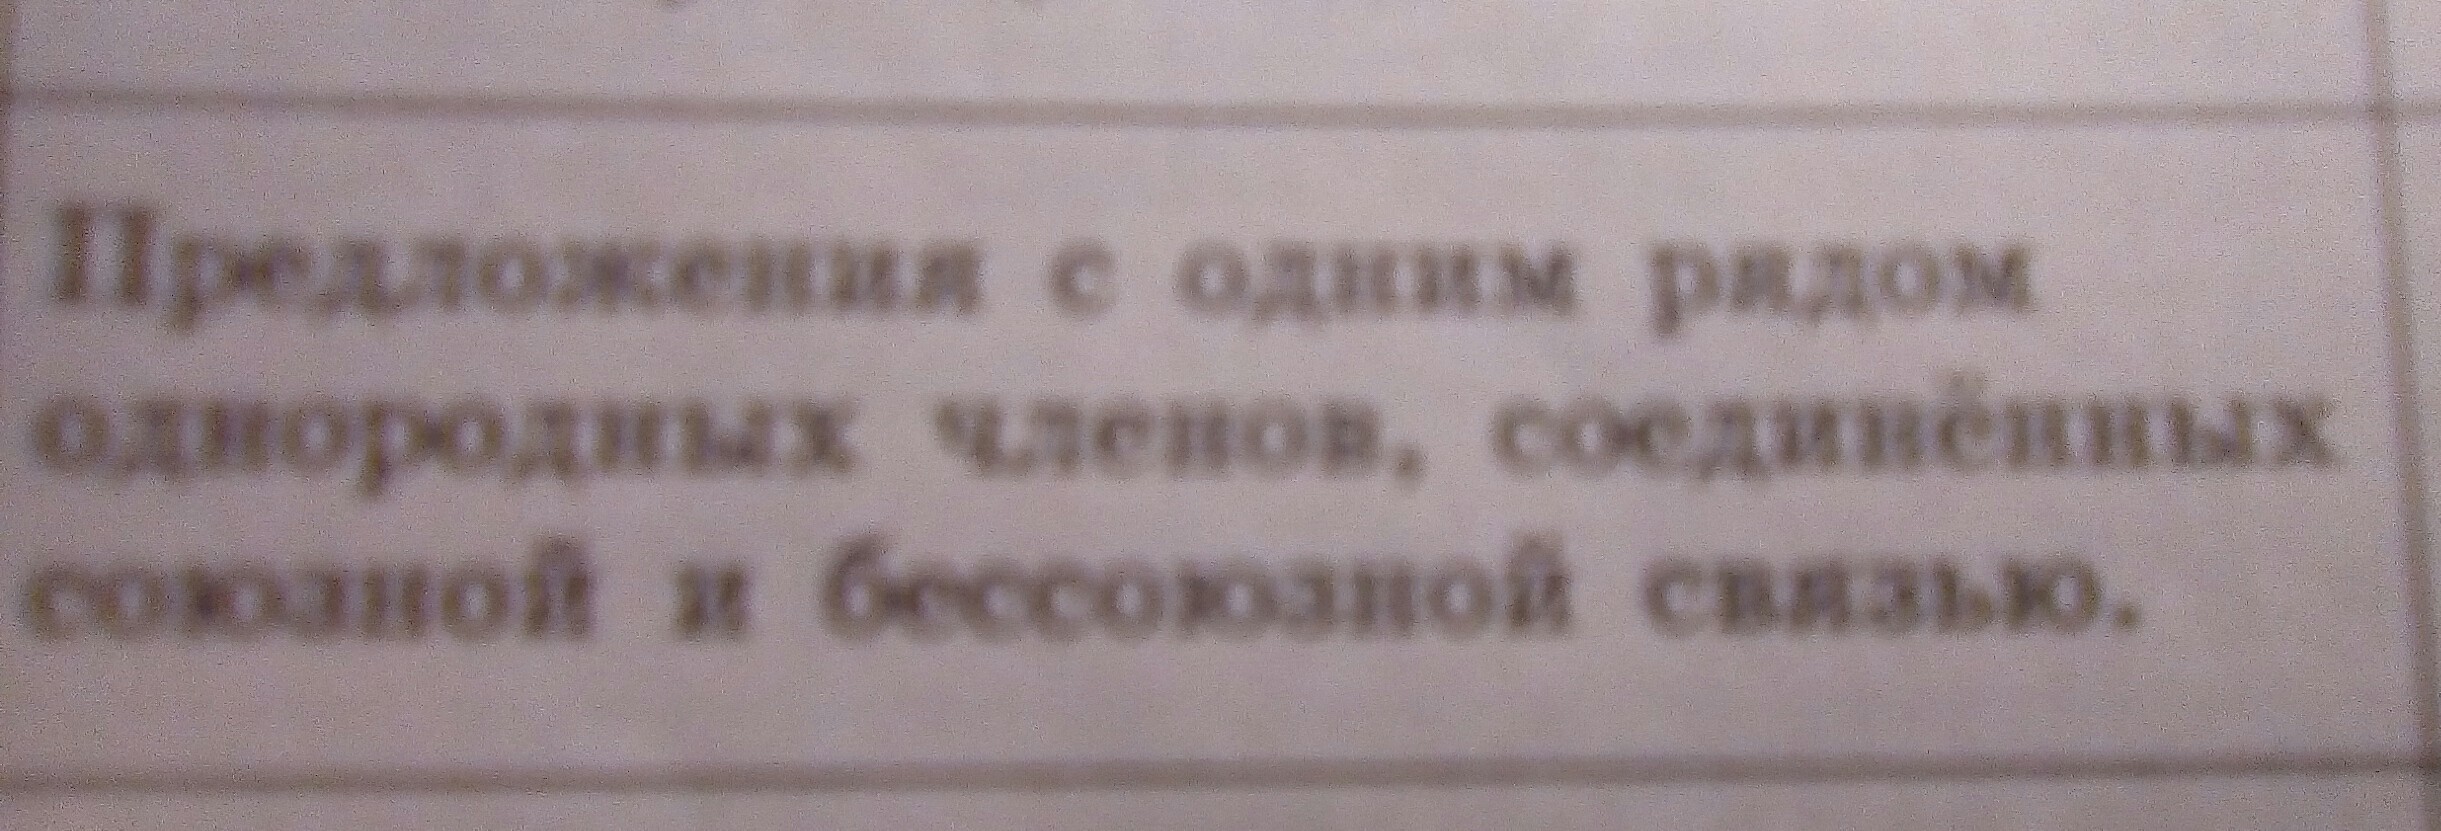 Предложения с одним рядом
однородных членов, соединённых
союзной и бессоюзной связью.